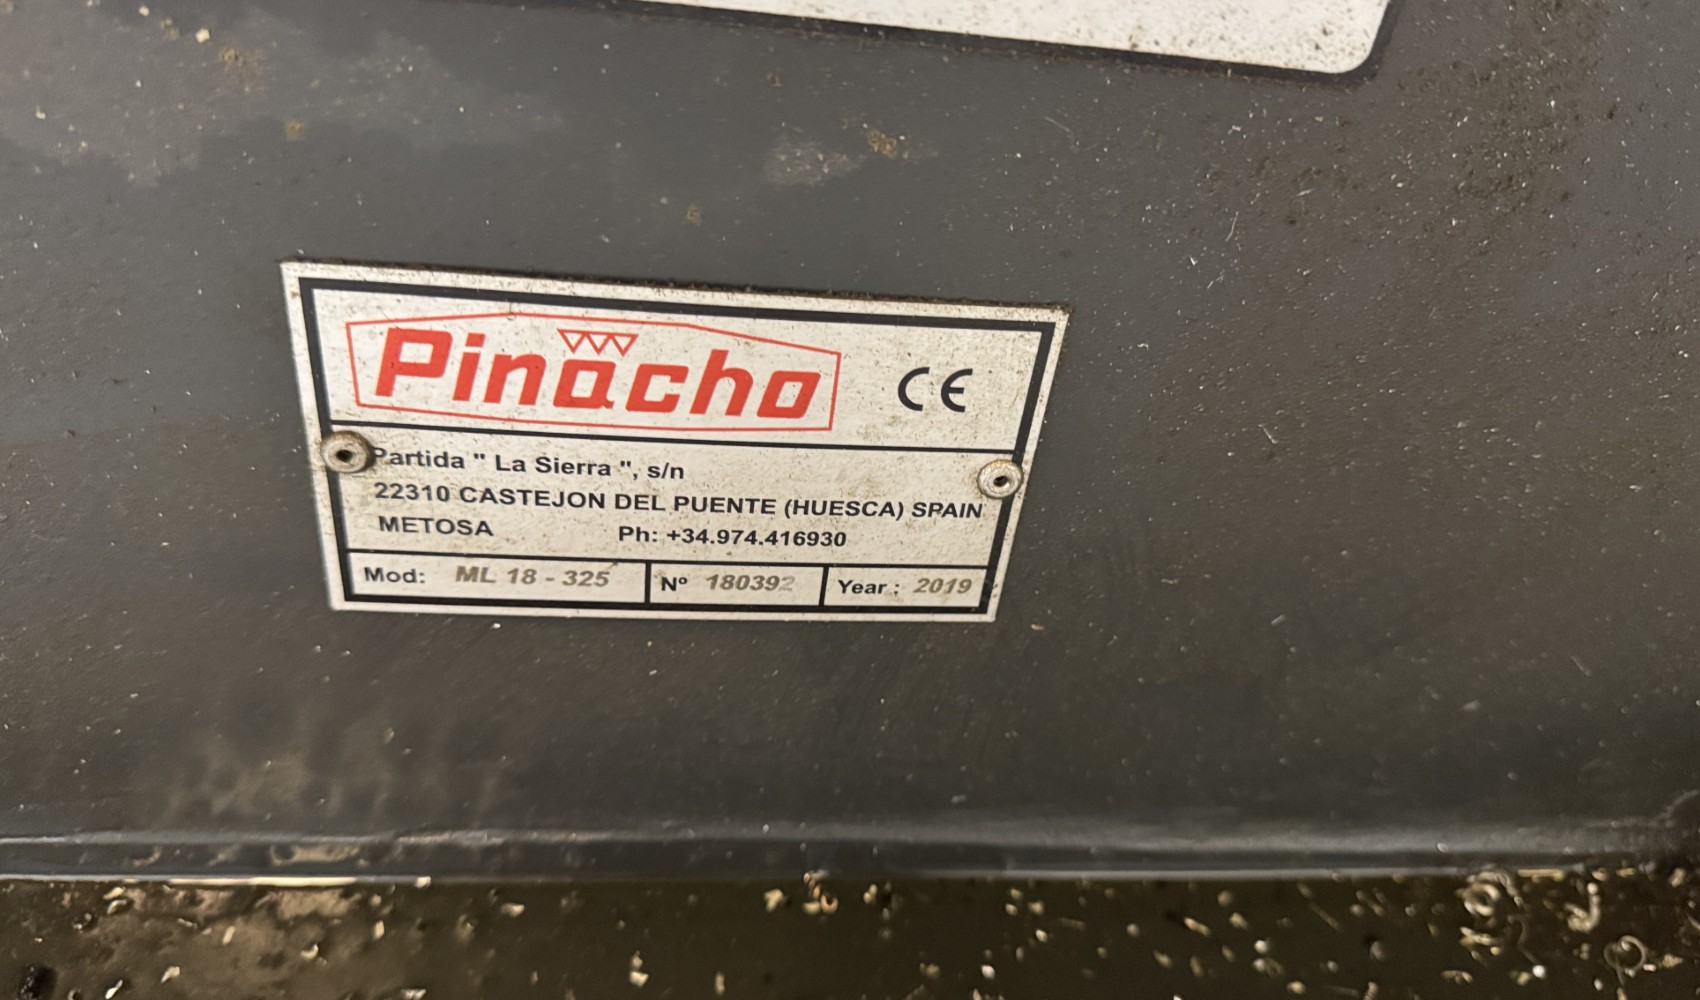 Pinacho CE
Partida " La Sierra ", s/n
22310 CASTEJON DEL PUENTE (HUESCA) SPAIN
METOSA Ph: +34.974.416930
Mod: ML 18 - 325 Nº 180392 Year : 2019